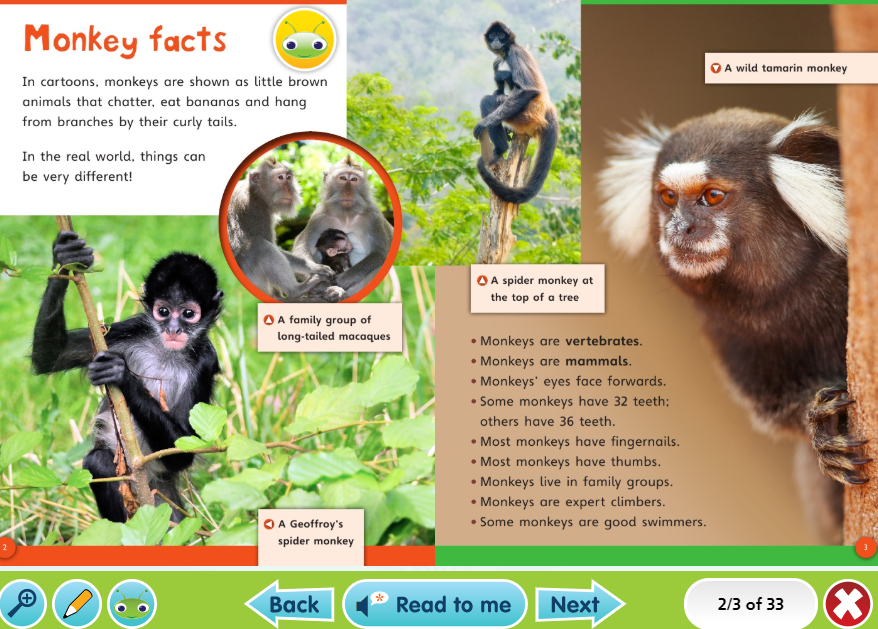 Monkey facts
In cartoons, monkeys are shown as little brown
animals that chatter, eat bananas and hang
from branches by their curly tails.
In the real world, things can
be very different!
A family group of
long-tailed macaques
A Geoffroy's
spider monkey
2
A wild tamarin monkey
A spider monkey at
the top of a tree
• Monkeys are vertebrates.
• Monkeys are mammals.
• Monkeys' eyes face forwards.
• Some monkeys have 32 teeth;
others have 36 teeth.
• Most monkeys have fingernails.
• Most monkeys have thumbs.
• Monkeys live in family groups.
• Monkeys are expert climbers.
• Some monkeys are good swimmers.
3
Back
Read to me
Next
2/3 of 33